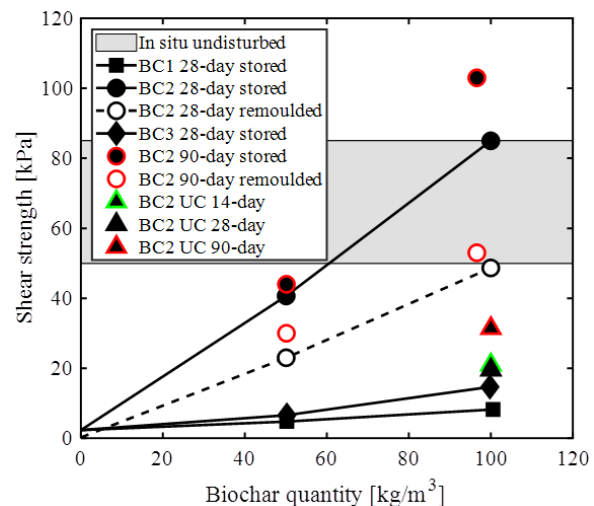 120
100
80
60
40
20
0
Shear strength [kPa]
In situ undisturbed
BC1 28-day stored
BC2 28-day stored
BC2 28-day remoulded
BC3 28-day stored
BC2 90-day stored
BC2 90-day remoulded
BC2 UC 14-day
BC2 UC 28-day
BC2 UC 90-day
0 20 40 60 80 100 120
Biochar quantity [kg/m³]